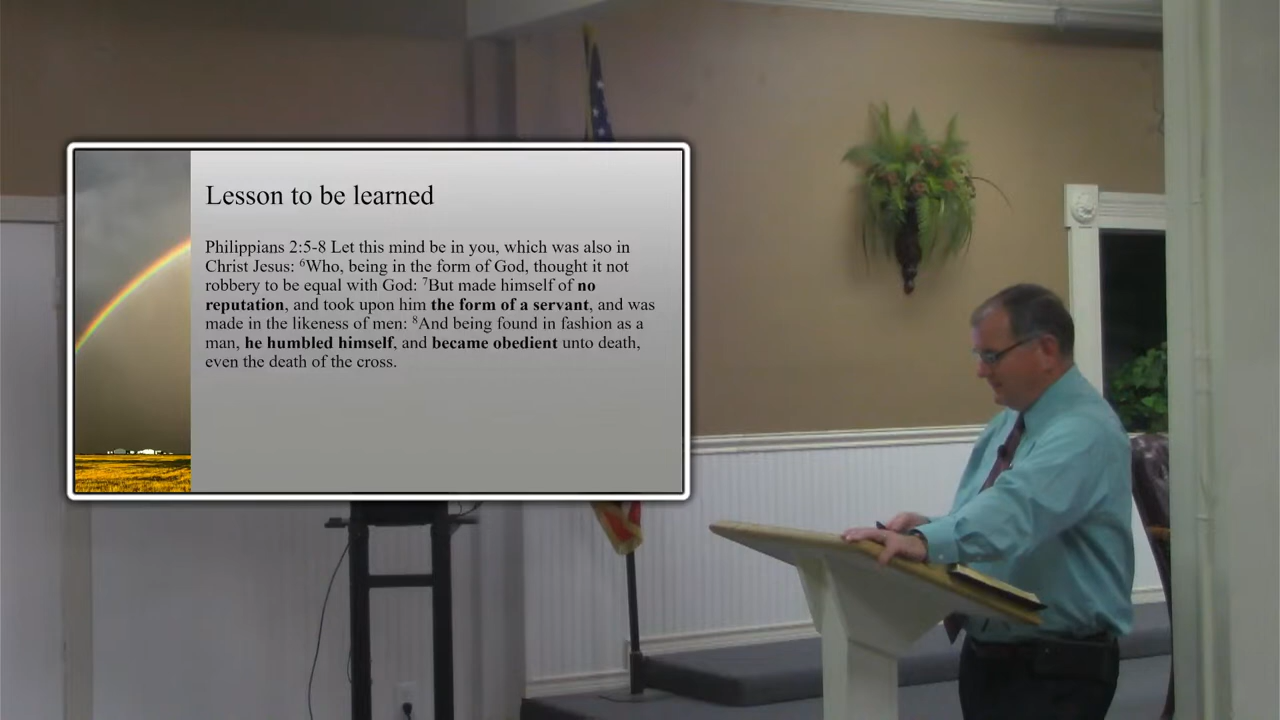 Lesson to be learned
Philippians 2:5-8 Let this mind be in you, which was also in
Christ Jesus: ⁶Who, being in the form of God, thought it not
robbery to be equal with God: ⁷But made himself of no
reputation, and took upon him the form of a servant, and was
made in the likeness of men: ⁸And being found in fashion as a
man, he humbled himself, and became obedient unto death,
even the death of the cross.